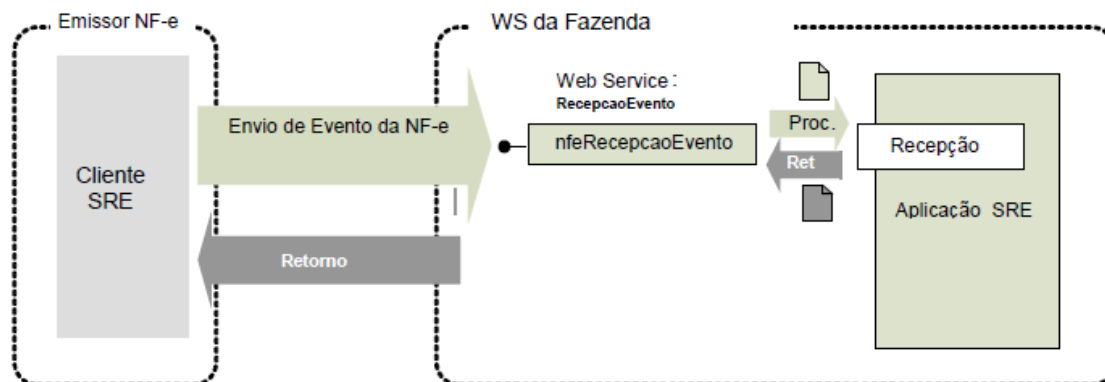 Emissor NF-e
WS da Fazenda
Cliente
SRE
Envio de Evento da NF-e
Retorno
Web Service :
RecepcaoEvento
nfeRecepcaoEvento
Proc.
Ret
Recepção
Aplicação SRE